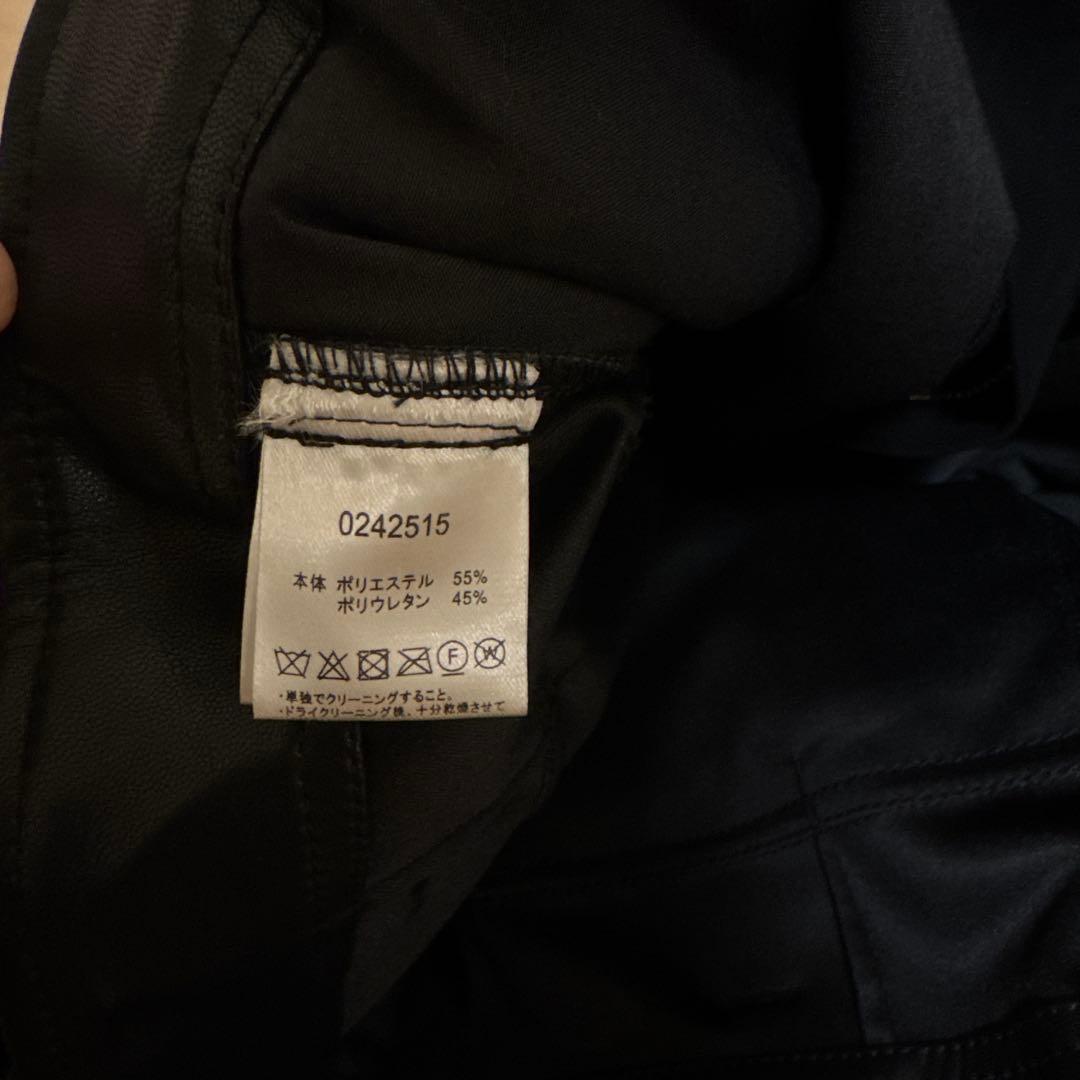 0242515
本体 ポリエステル 55%
ポリウレタン 45%
F W
・単独でクリーニングすること。
・ドライクリーニング後、十分乾燥させて